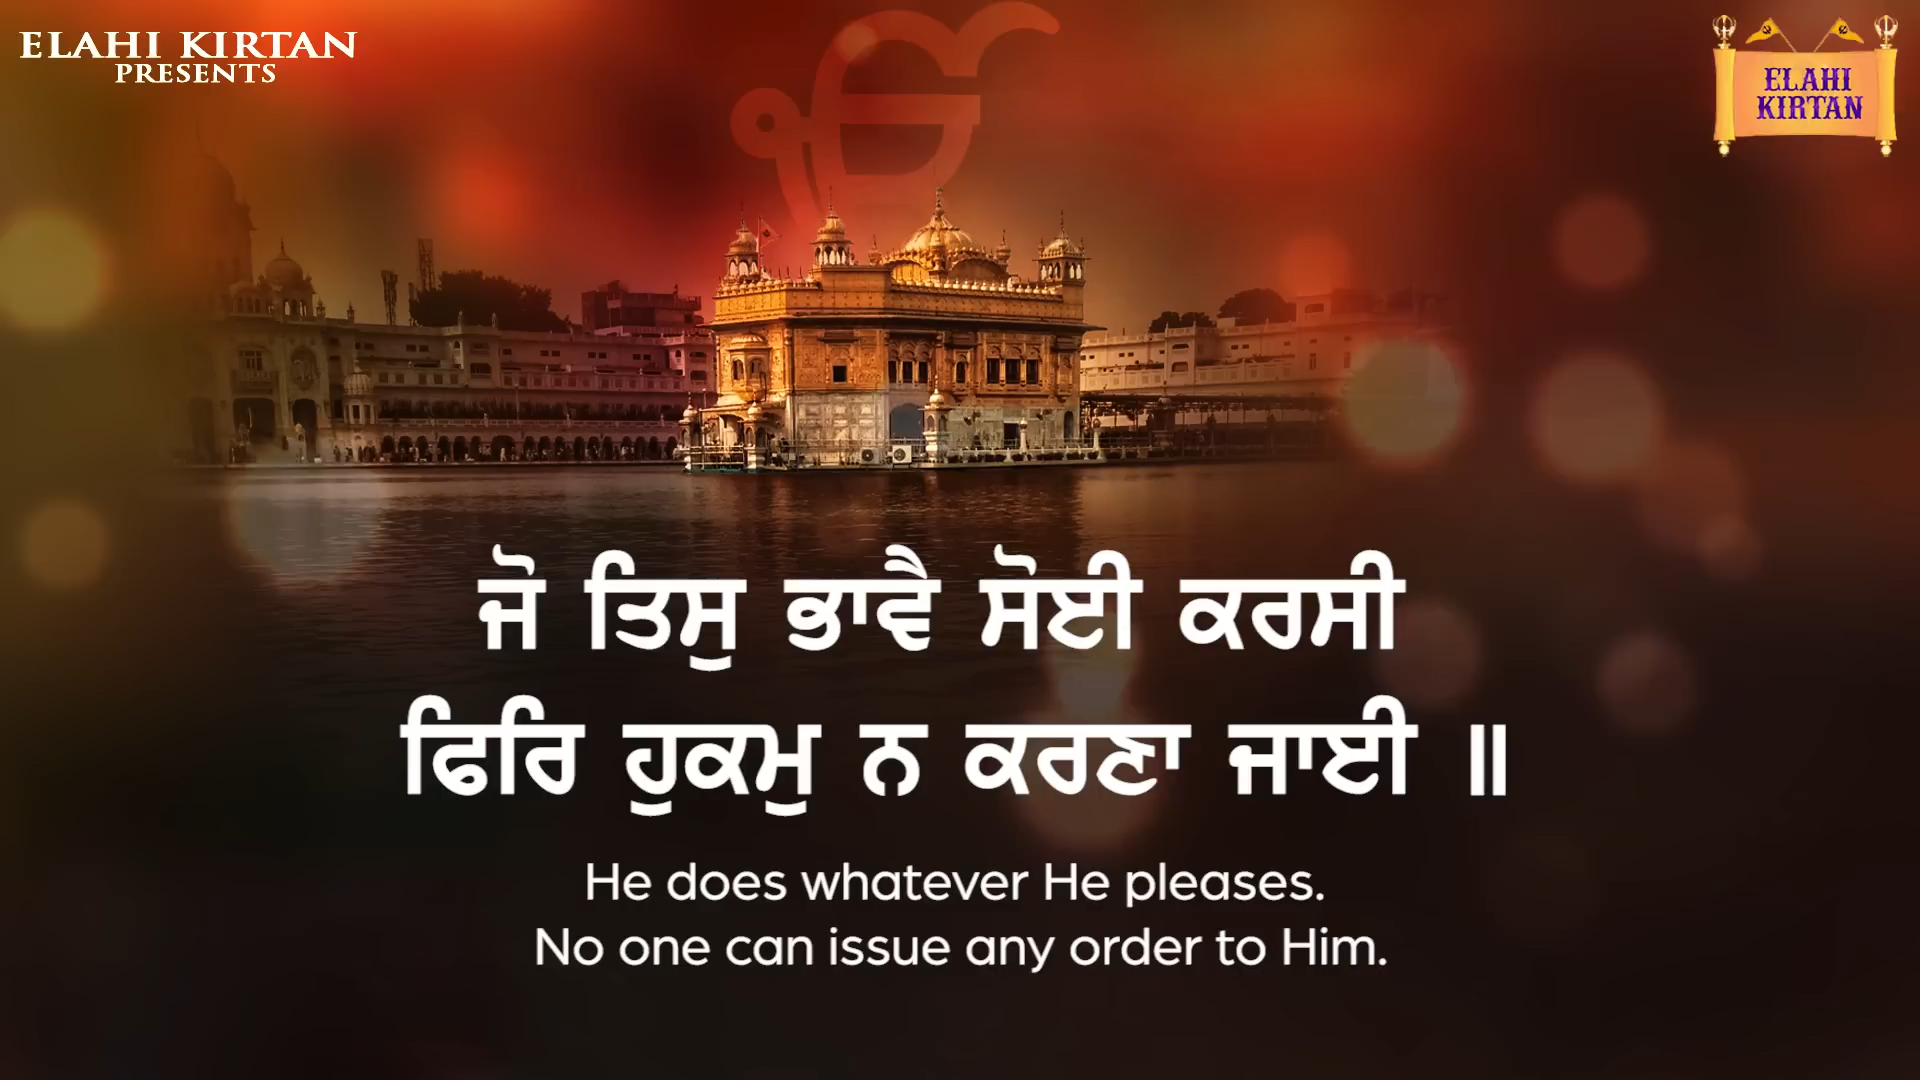 ELAHI KIRTAN
PRESENTS
ELAHI
KIRTAN
ਜੋ ਤਿਸੁ ਭਾਵੈ ਸੋਈ ਕਰਸੀ
ਫਿਰਿ ਹੁਕਮੁ ਨ ਕਰਣਾ ਜਾਈ ॥
He does whatever He pleases.
No one can issue any order to Him.